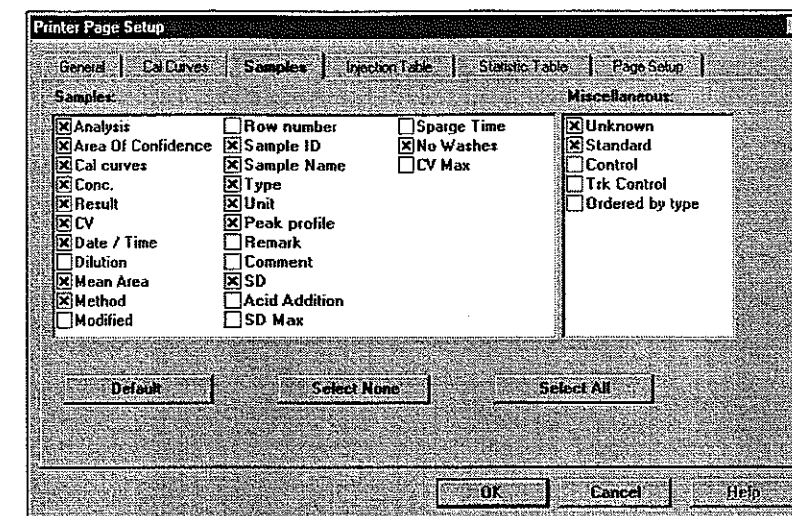 Printer Page Setup
General Cal Curves Samples Injection Table Statistic Table Page Setup
Samples: Miscellaneous:
Analysis Row number Sparge Time Unknown
Area Of Confidence Sample ID No Washes Standard
Cal curves Sample Name CV Max Control
Conc. Type Trk Control
Result Unit Ordered by type
CV Peak profile
Date / Time Remark
Dilution Comment
Mean Area SD
Method Acid Addition
Modified SD Max
Default Select None Select All
OK Cancel Help